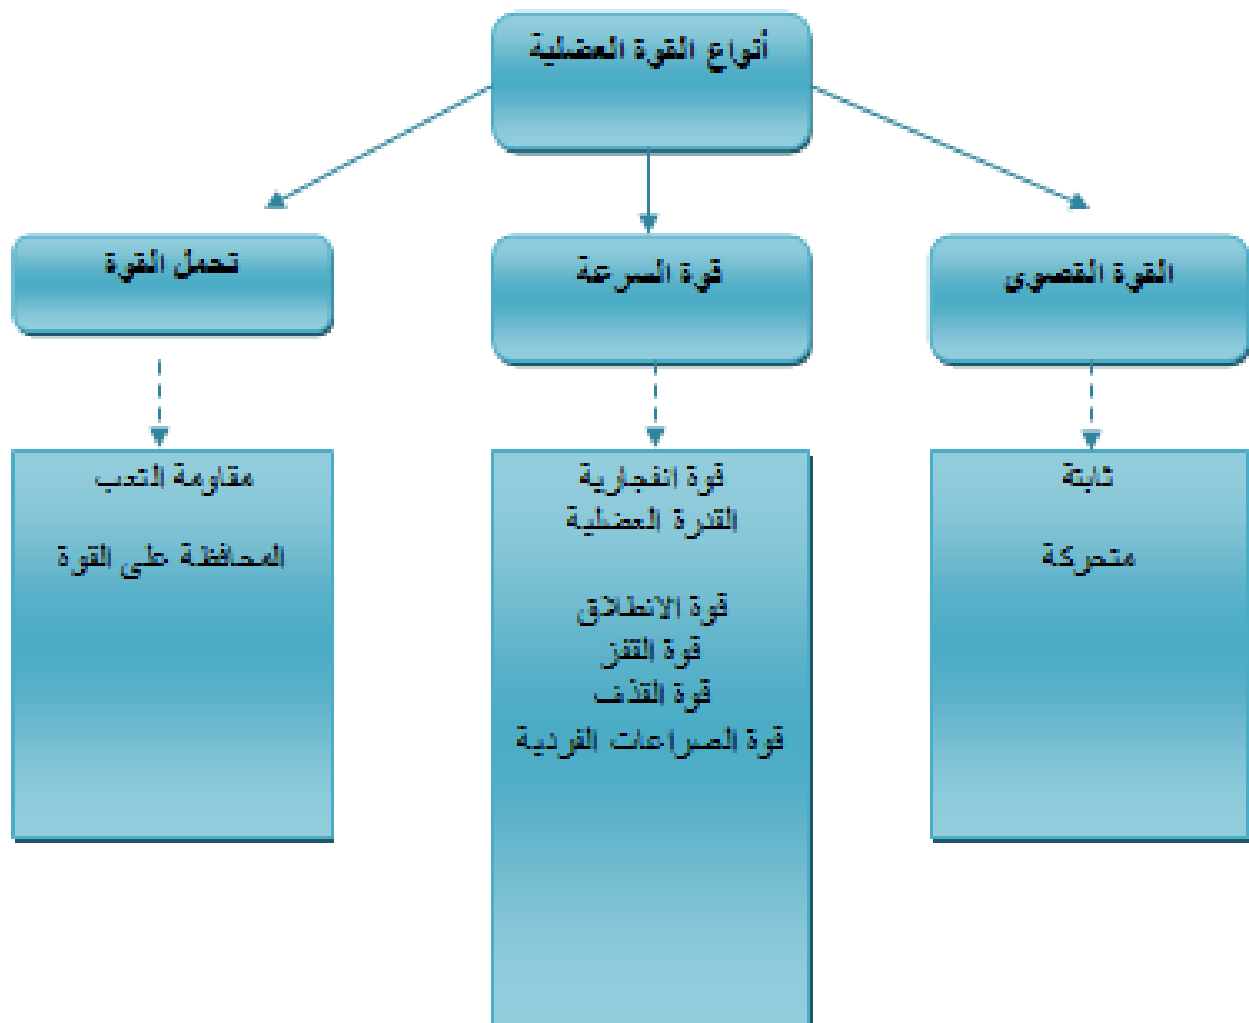 أنواع القوة العضلية
القوة القصوى
قوة السرعة
تحمل القوة
ثابتة
متحركة
قوة انفجارية
القدرة العضلية
قوة الانطلاق
قوة القفز
قوة القذف
قوة الصراعات الفردية
مقاومة التعب
المحافظة على القوة